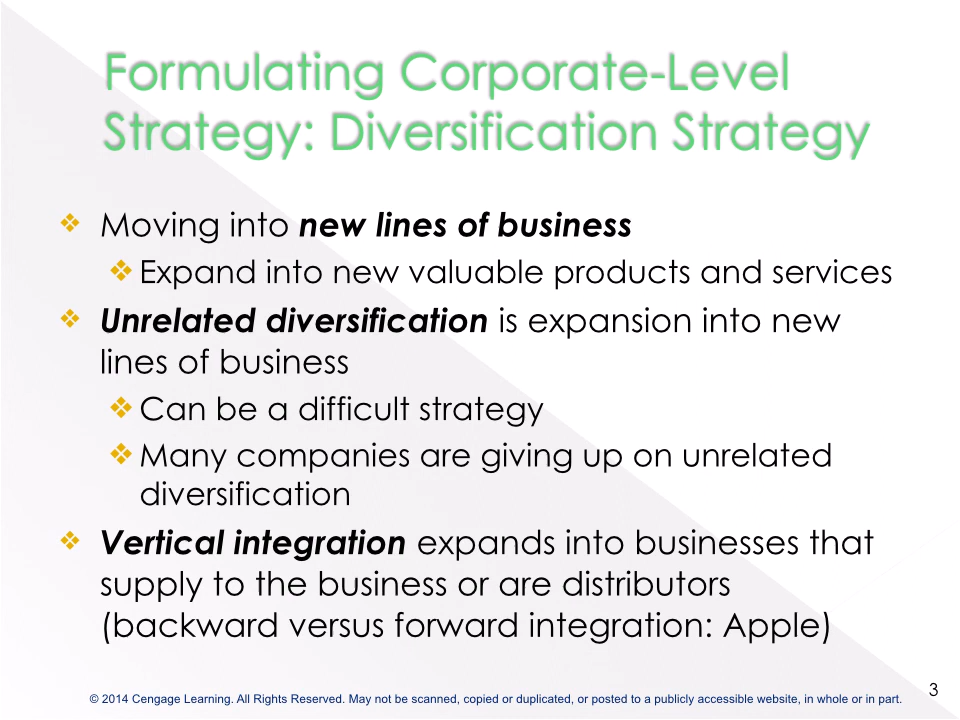 Formulating Corporate-Level
Strategy: Diversification Strategy
❖ Moving into new lines of business
❖ Expand into new valuable products and services
❖ Unrelated diversification is expansion into new
lines of business
❖ Can be a difficult strategy
❖ Many companies are giving up on unrelated
diversification
❖ Vertical integration expands into businesses that
supply to the business or are distributors
(backward versus forward integration: Apple)
© 2014 Cengage Learning. All Rights Reserved. May not be scanned, copied or duplicated, or posted to a publicly accessible website, in whole or in part.
3